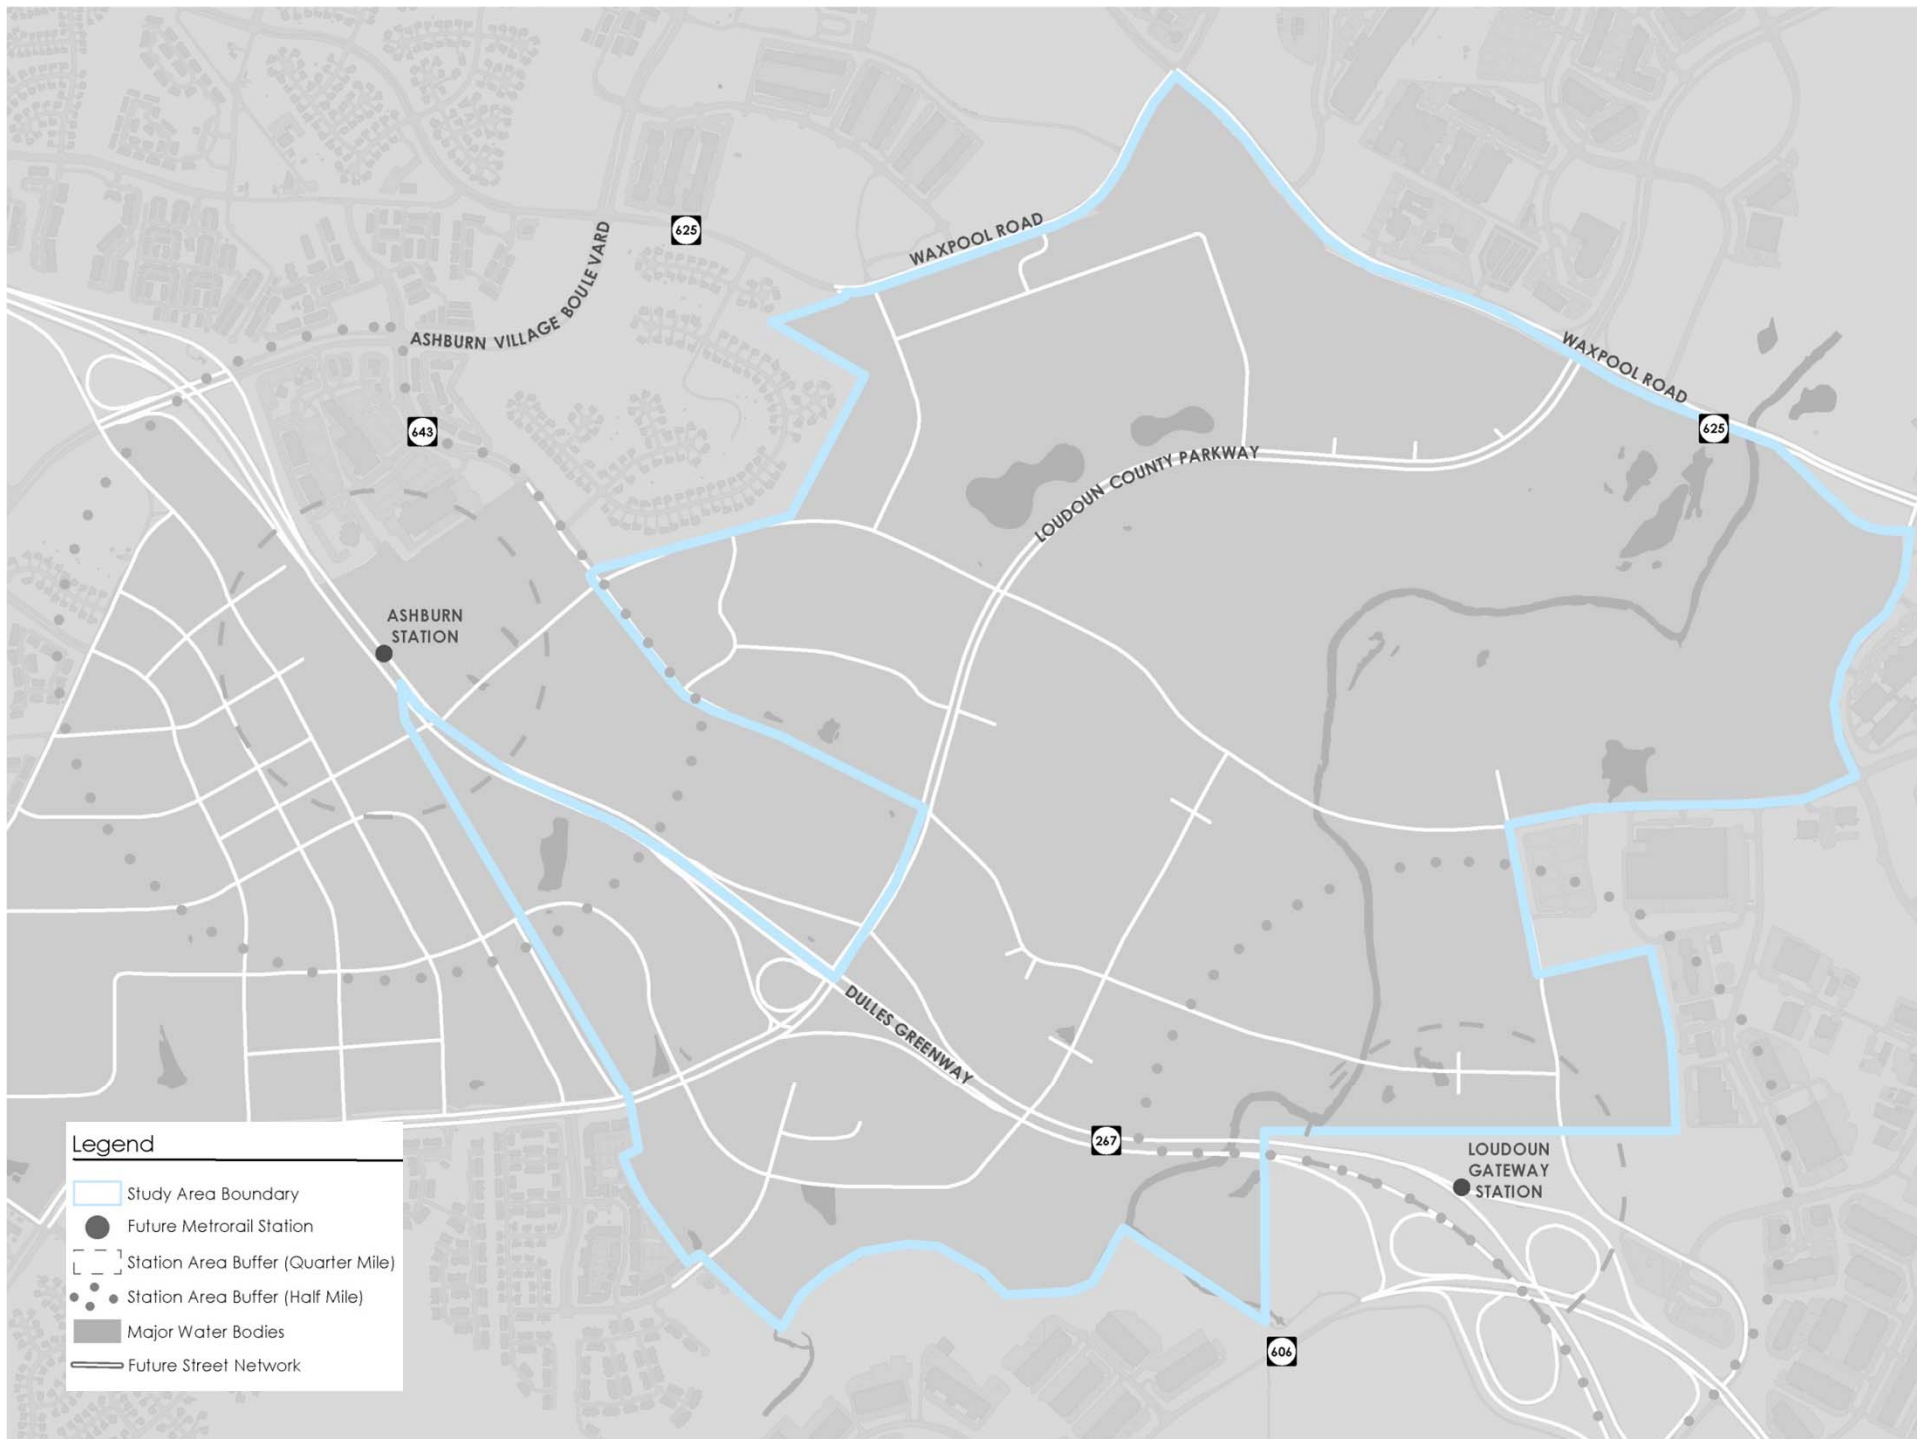 WAXPOOL ROAD
625
ASHBURN VILLAGE BOULEVARD
WAXPOOL ROAD
625
643
LOUDOUN COUNTY PARKWAY
ASHBURN
STATION
DULLES GREENWAY
267
LOUDOUN
GATEWAY
STATION
606
Legend
Study Area Boundary
Future Metrorail Station
Station Area Buffer (Quarter Mile)
Station Area Buffer (Half Mile)
Major Water Bodies
Future Street Network